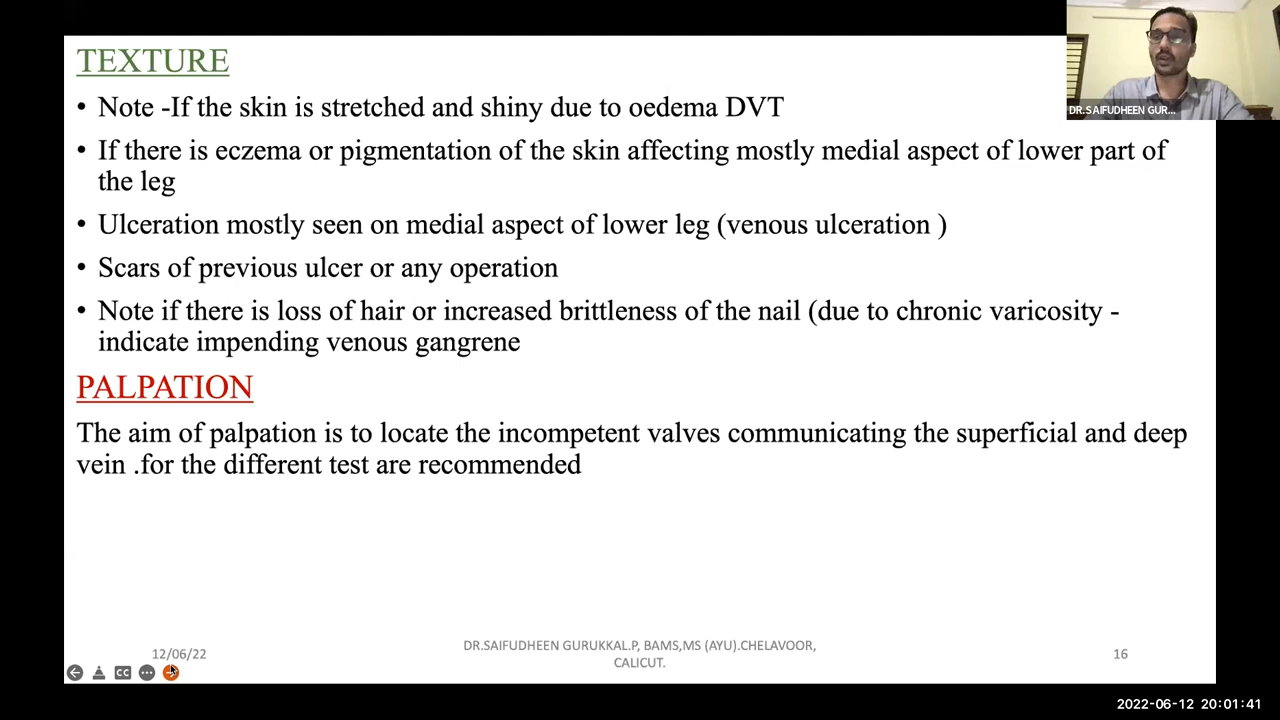 TEXTURE
• Note -If the skin is stretched and shiny due to oedema DVT
• If there is eczema or pigmentation of the skin affecting mostly medial aspect of lower part of
the leg
• Ulceration mostly seen on medial aspect of lower leg (venous ulceration )
• Scars of previous ulcer or any operation
• Note if there is loss of hair or increased brittleness of the nail (due to chronic varicosity -
indicate impending venous gangrene
PALPATION
The aim of palpation is to locate the incompetent valves communicating the superficial and deep
vein .for the different test are recommended
DR.SAIFUDHEEN GUR...
12/06/22
DR.SAIFUDHEEN GURUKKAL.P, BAMS,MS (AYU).CHELAVOOR,
CALICUT.
16
CC
2022-06-12 20:01:41